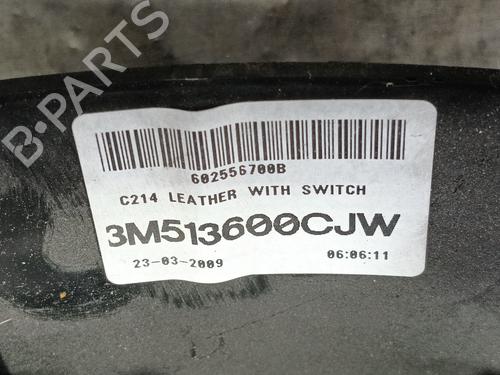 B-PARTS
602556700B
C214 LEATHER WITH SWITCH
3M513600CJW
23-03-2009 06:06:11